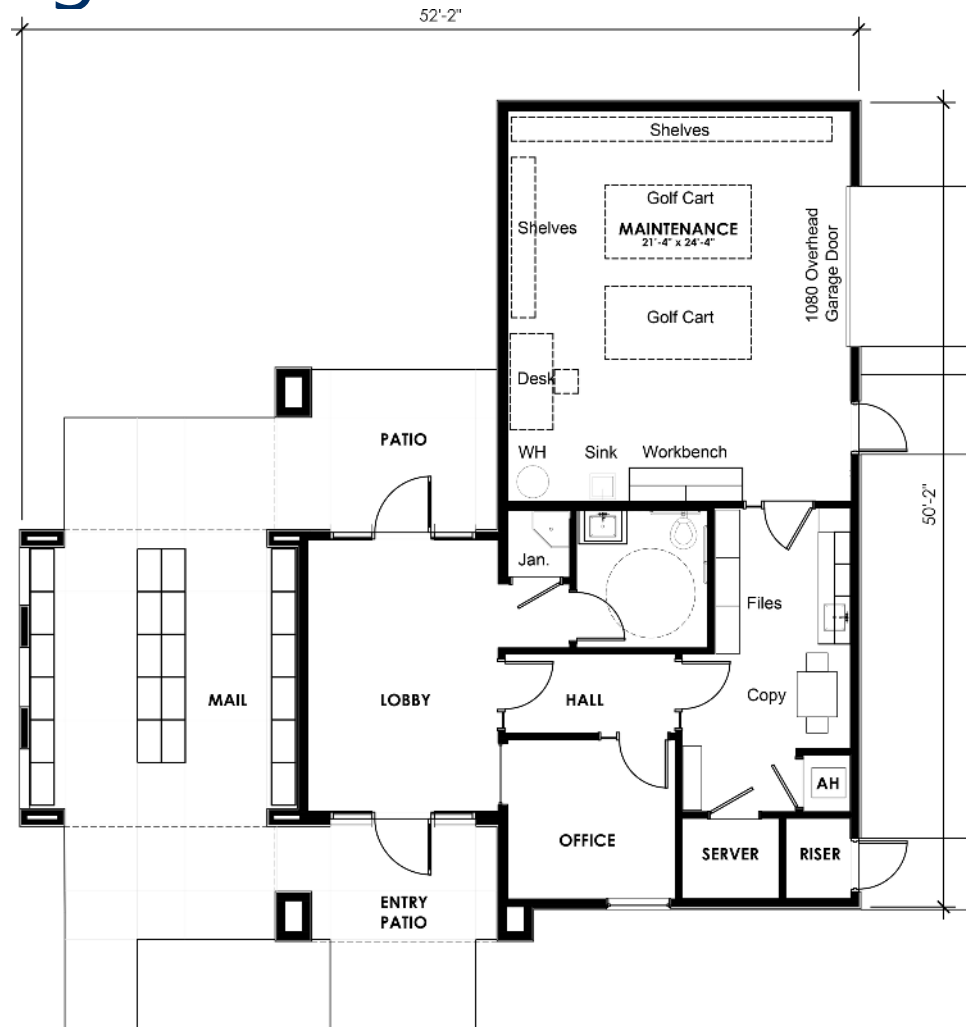 52'-2"
Shelves
Golf Cart
MAINTENANCE
21'-4" x 24'-4"
Shelves
1080 Overhead
Garage Door
Golf Cart
Desk
PATIO
WH
Sink
Workbench
50'-2"
Jan.
Files
MAIL
LOBBY
HALL
Copy
AH
OFFICE
SERVER
RISER
ENTRY
PATIO